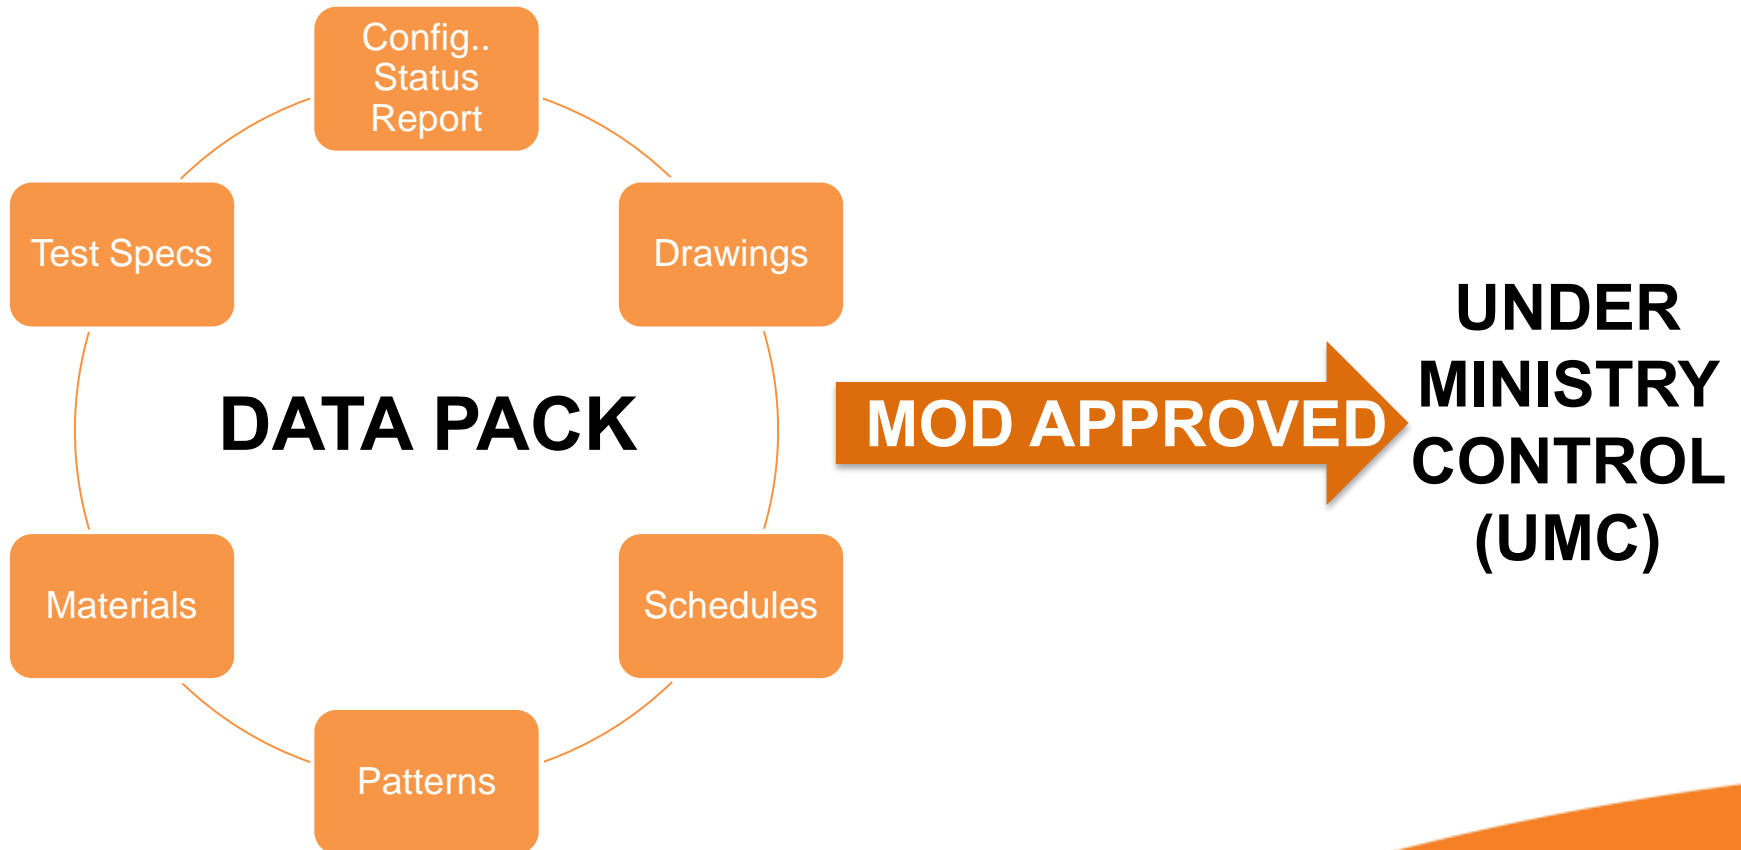 Config..
Status
Report
Test Specs
Drawings
DATA PACK
Materials
Schedules
Patterns
MOD APPROVED
UNDER
MINISTRY
CONTROL
(UMC)